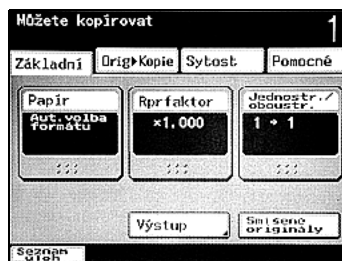 Můžete kopírovat 1
Základní Orig▸Kopie Sytost Pomocné
Papír
Aut.volba
formátu
Rprfaktor
×1.000
Jednostr./
oboustr.
1 → 1
Výstup
Smíšené
originály
Seznam
úloh